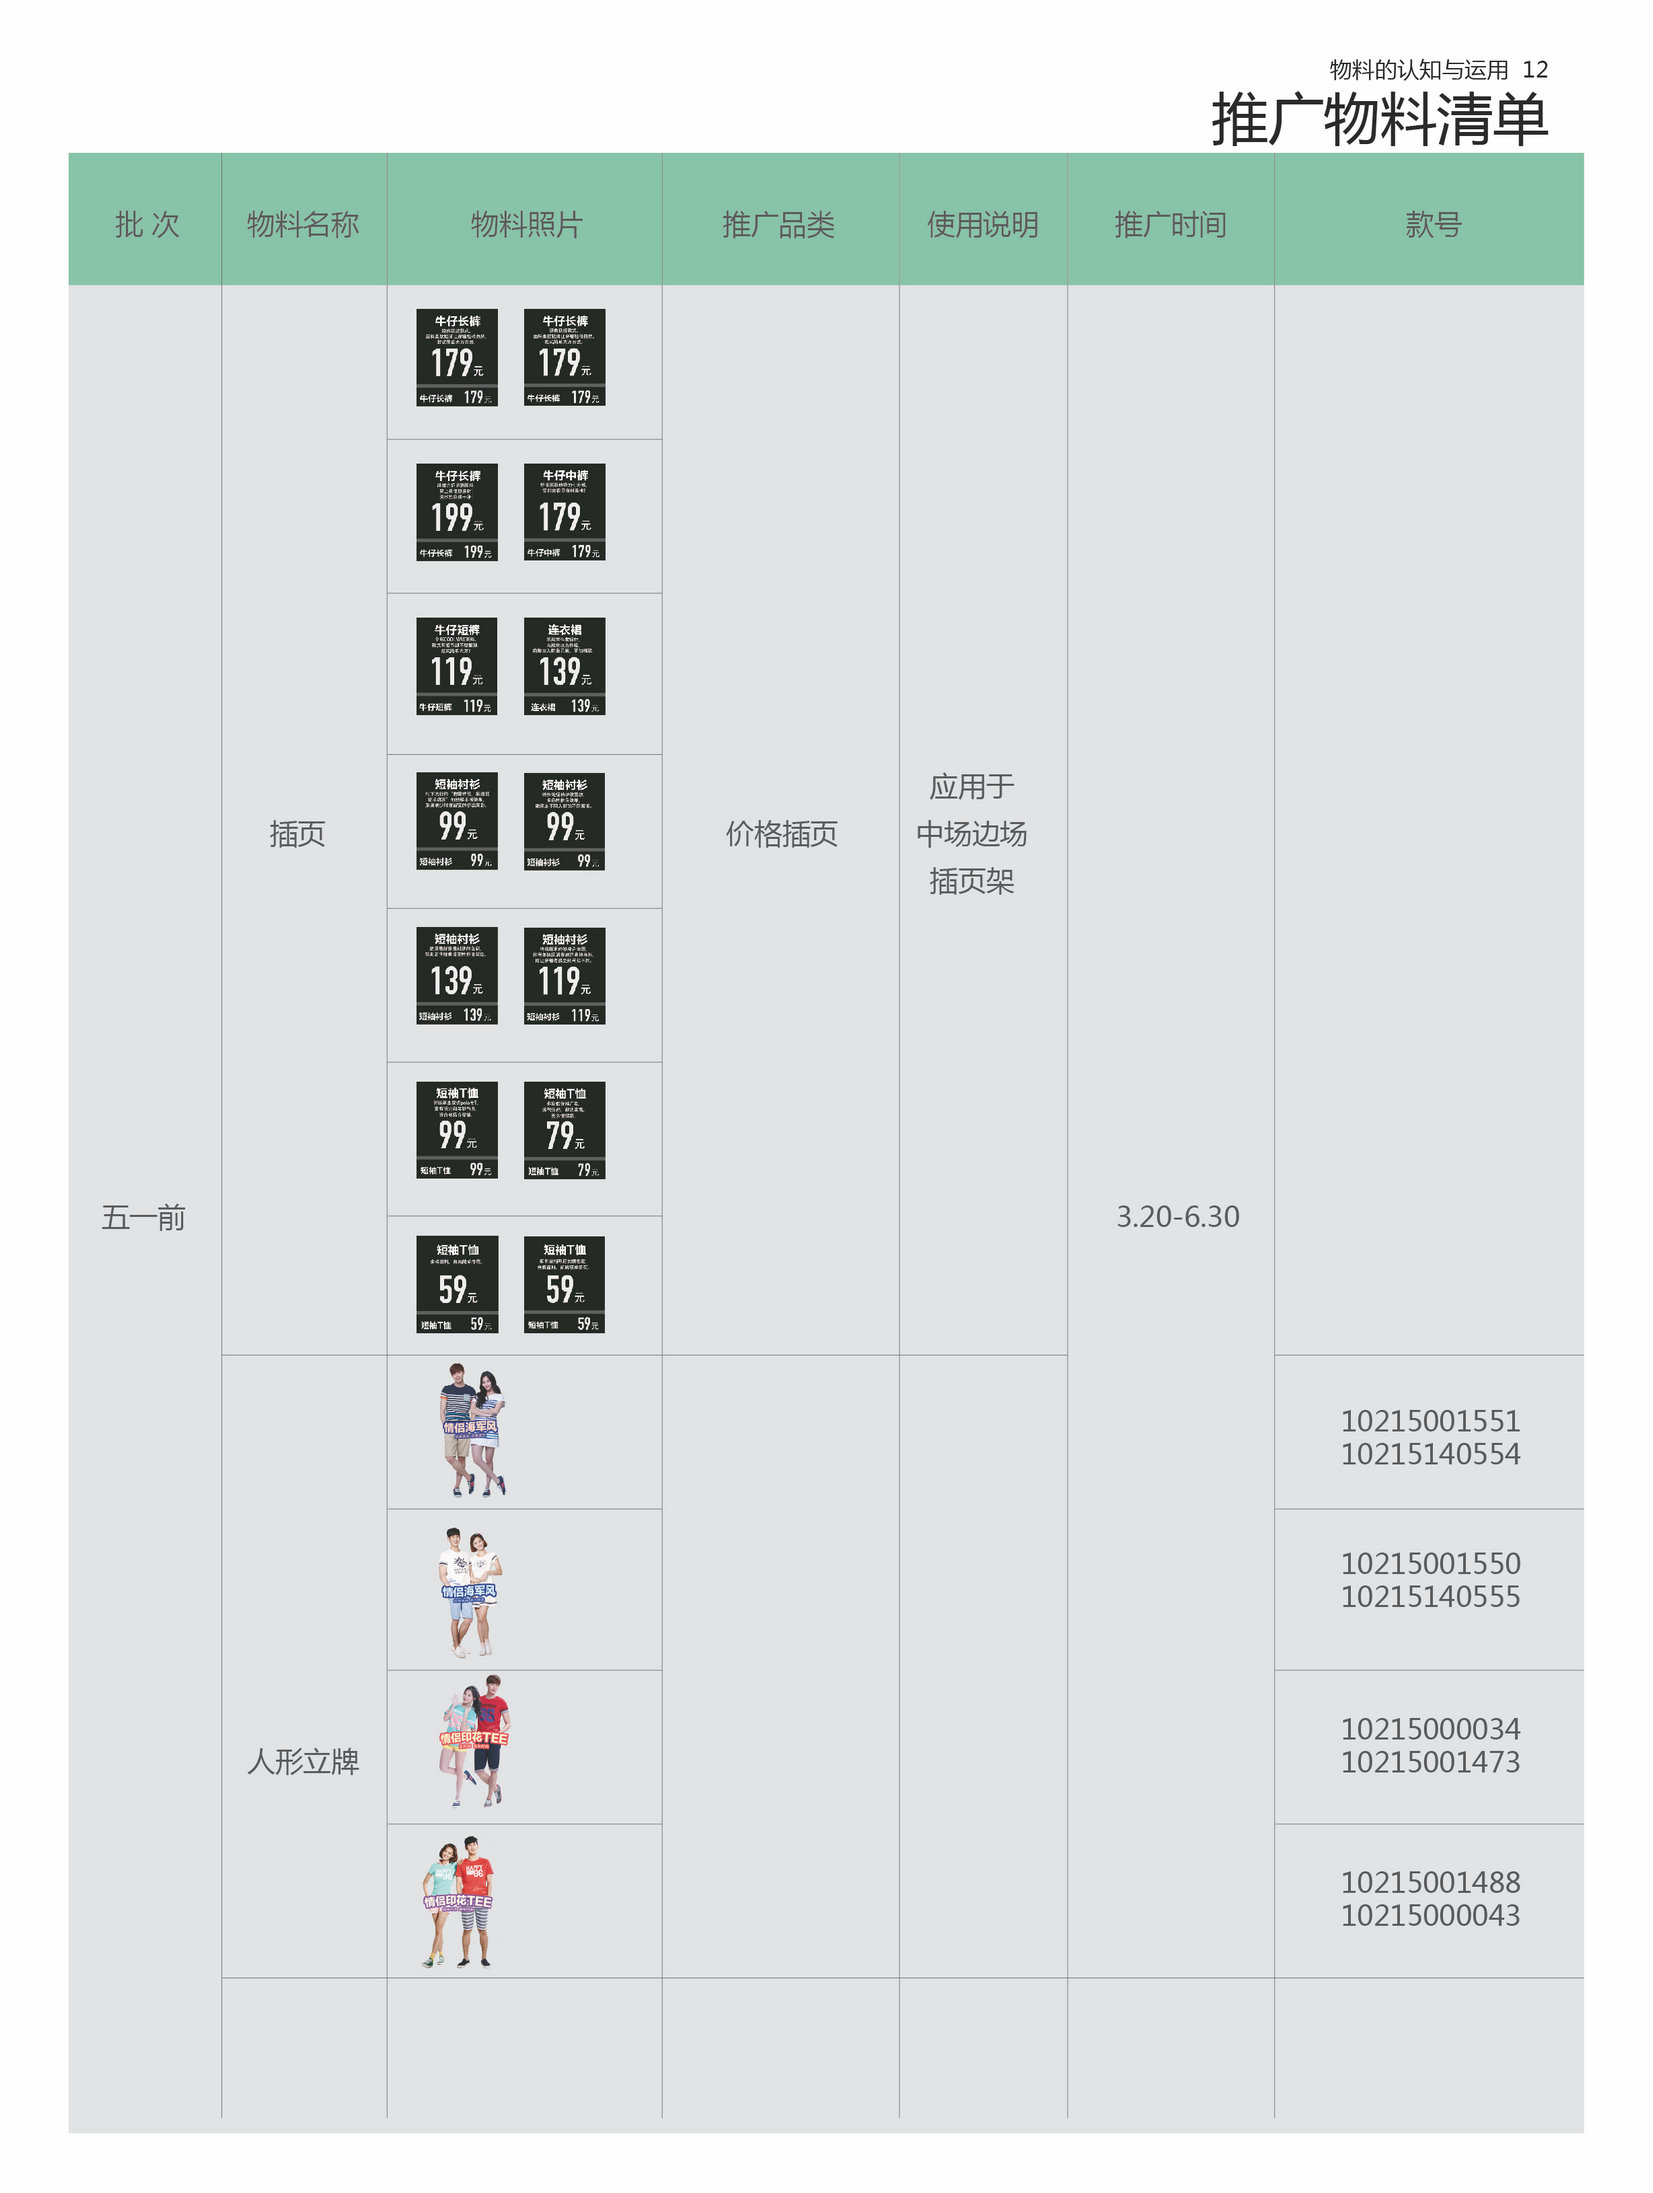 物料的认知与运用 12
推广物料清单
批 次 物料名称 物料照片 推广品类 使用说明 推广时间 款号
牛仔长裤
179元
牛仔长裤 179元
牛仔长裤
179元
牛仔长裤 179元
牛仔长裤
199元
牛仔长裤 199元
牛仔中裤
179元
牛仔中裤 179元
牛仔短裤
119元
牛仔短裤 119元
连衣裙
139元
连衣裙 139元
短袖衬衫
99元
短袖衬衫 99元
短袖衬衫
99元
短袖衬衫 99元
插页
价格插页
应用于
中场边场
插页架
短袖衬衫
139元
短袖衬衫 139元
短袖衬衫
119元
短袖衬衫 119元
短袖T恤
99元
短袖T恤 99元
短袖T恤
79元
短袖T恤 79元
五一前
3.20-6.30
短袖T恤
59元
短袖T恤 59元
短袖T恤
59元
短袖T恤 59元
人形立牌
情侣海军风
10215001551
10215140554
情侣海军风
10215001550
10215140555
情侣印花TEE
10215000034
10215001473
HAPPY
HAPPY
情侣印花TEE
10215001488
10215000043